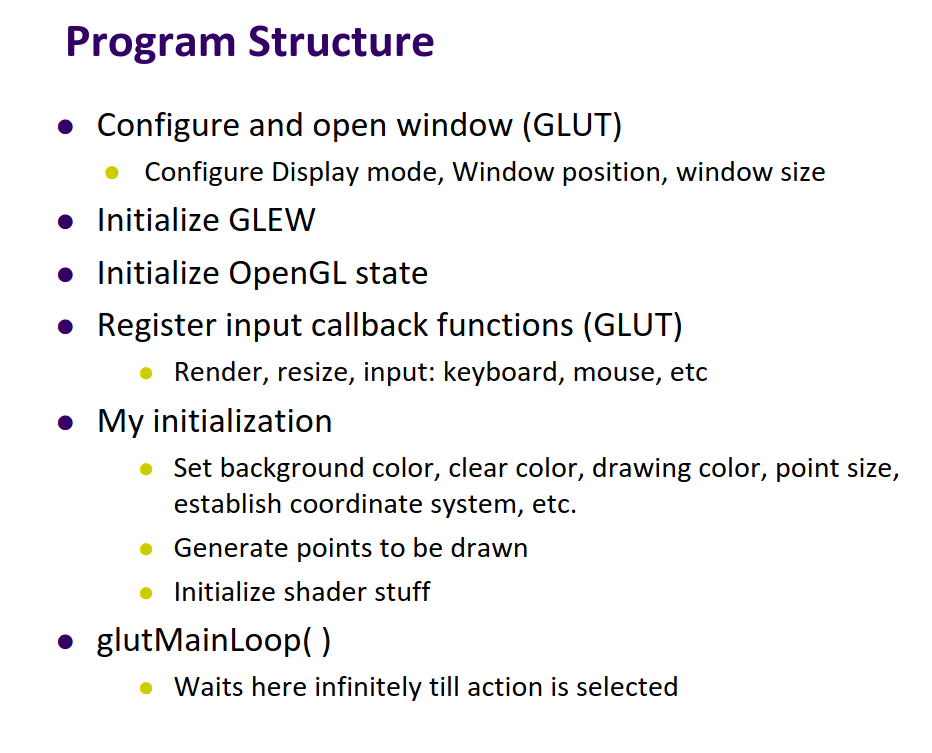 Program Structure
Configure and open window (GLUT)
Configure Display mode, Window position, window size
Initialize GLEW
Initialize OpenGL state
Register input callback functions (GLUT)
Render, resize, input: keyboard, mouse, etc
My initialization
Set background color, clear color, drawing color, point size,
establish coordinate system, etc.
Generate points to be drawn
Initialize shader stuff
glutMainLoop( )
Waits here infinitely till action is selected